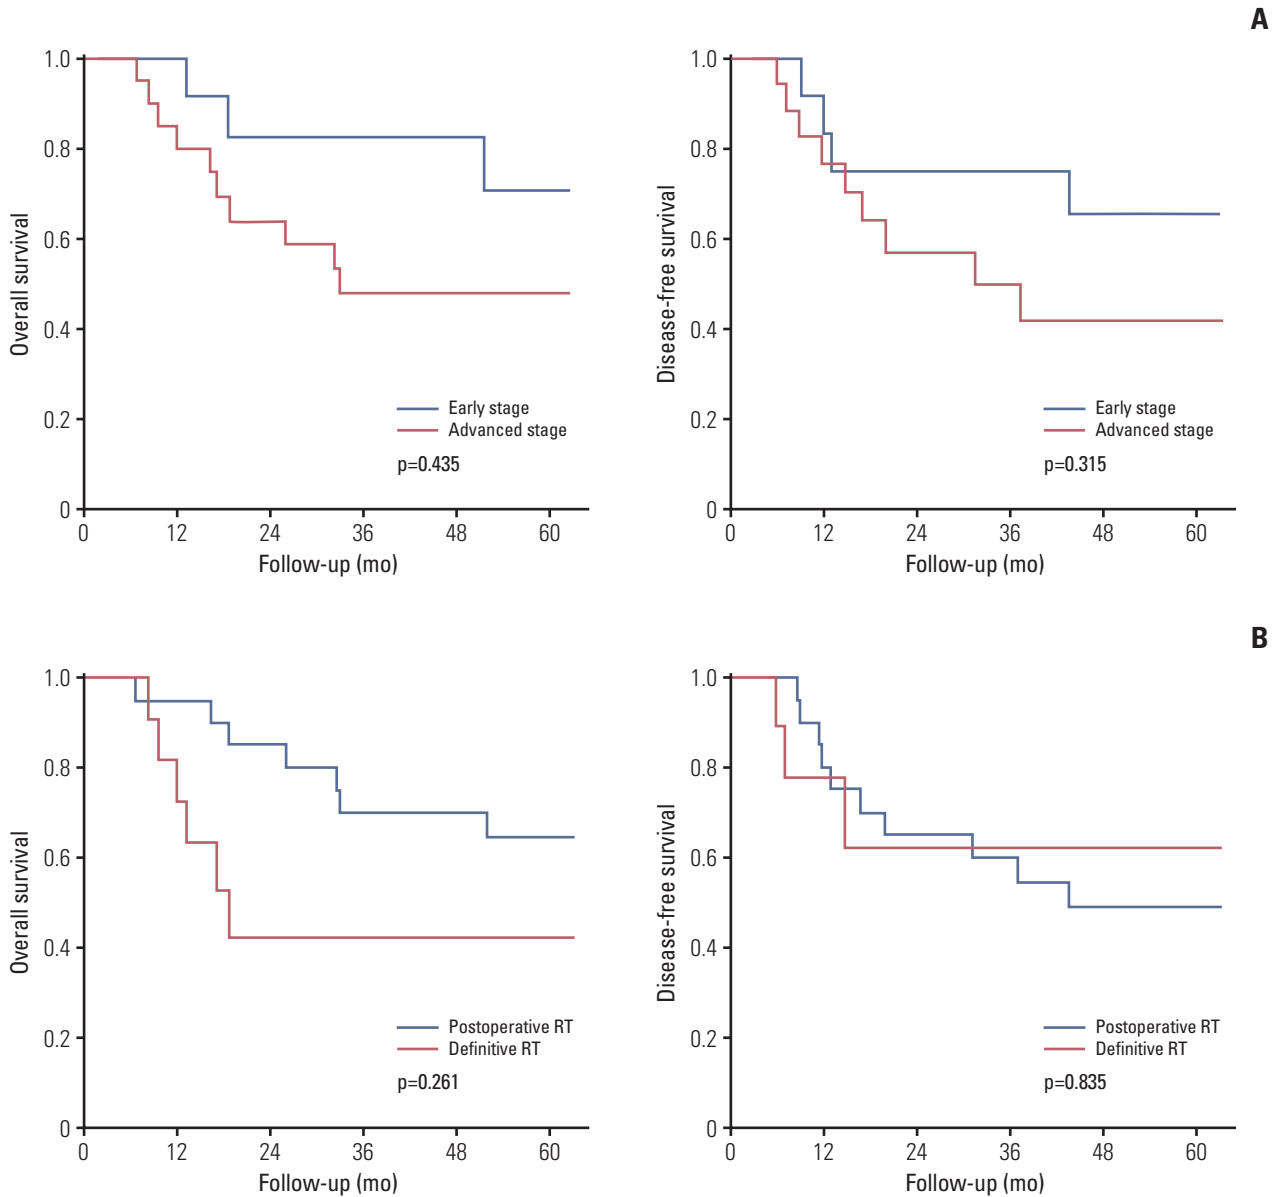 A
Overall survival
1.0
0.8
0.6
0.4
0.2
0
Early stage
Advanced stage
p=0.435
0 12 24 36 48 60
Follow-up (mo)
Disease-free survival
1.0
0.8
0.6
0.4
0.2
0
Early stage
Advanced stage
p=0.315
0 12 24 36 48 60
Follow-up (mo)
B
Overall survival
1.0
0.8
0.6
0.4
0.2
0
Postoperative RT
Definitive RT
p=0.261
0 12 24 36 48 60
Follow-up (mo)
Disease-free survival
1.0
0.8
0.6
0.4
0.2
0
Postoperative RT
Definitive RT
p=0.835
0 12 24 36 48 60
Follow-up (mo)